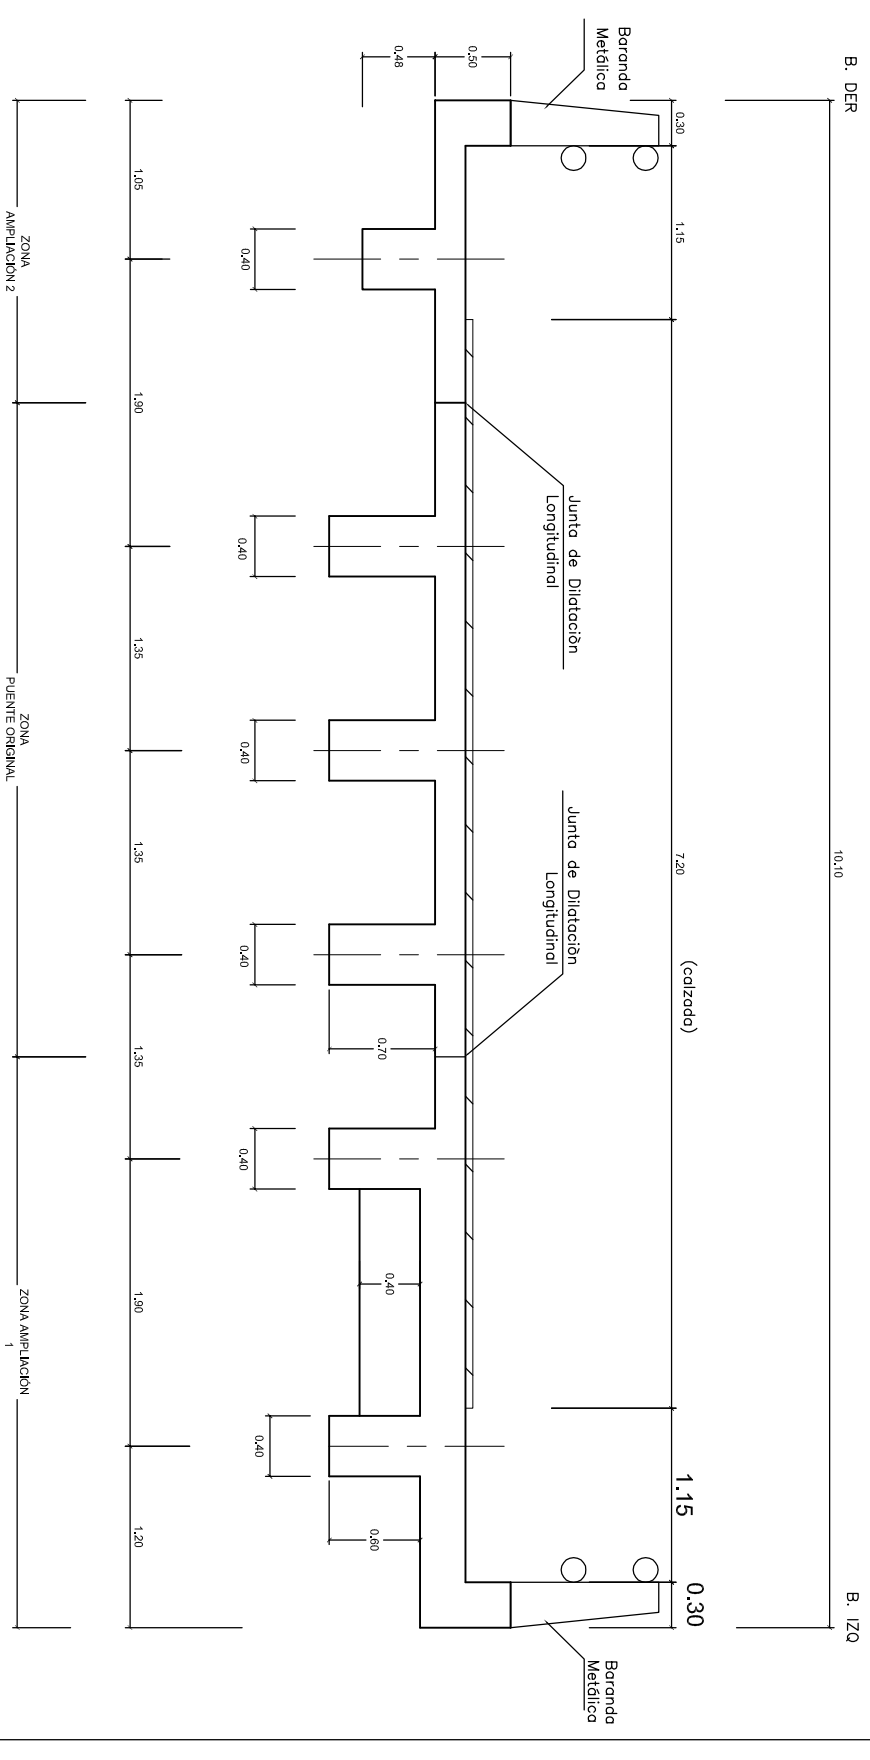 B. DER
B. IZQ
10.10
Baranda
Metálica
0.30
1.15
7.20
(calzada)
1.15
0.30
Baranda
Metálica
0.50
0.48
Junta de Dilataciòn
Longitudinal
Junta de Dilataciòn
Longitudinal
0.70
0.40
0.60
0.40
0.40
0.40
0.40
0.40
0.40
1.05
1.90
1.35
1.35
1.35
1.90
1.20
ZONA
AMPLIACIÓN 2
ZONA
PUENTE ORIGINAL
ZONA AMPLIACIÓN
1